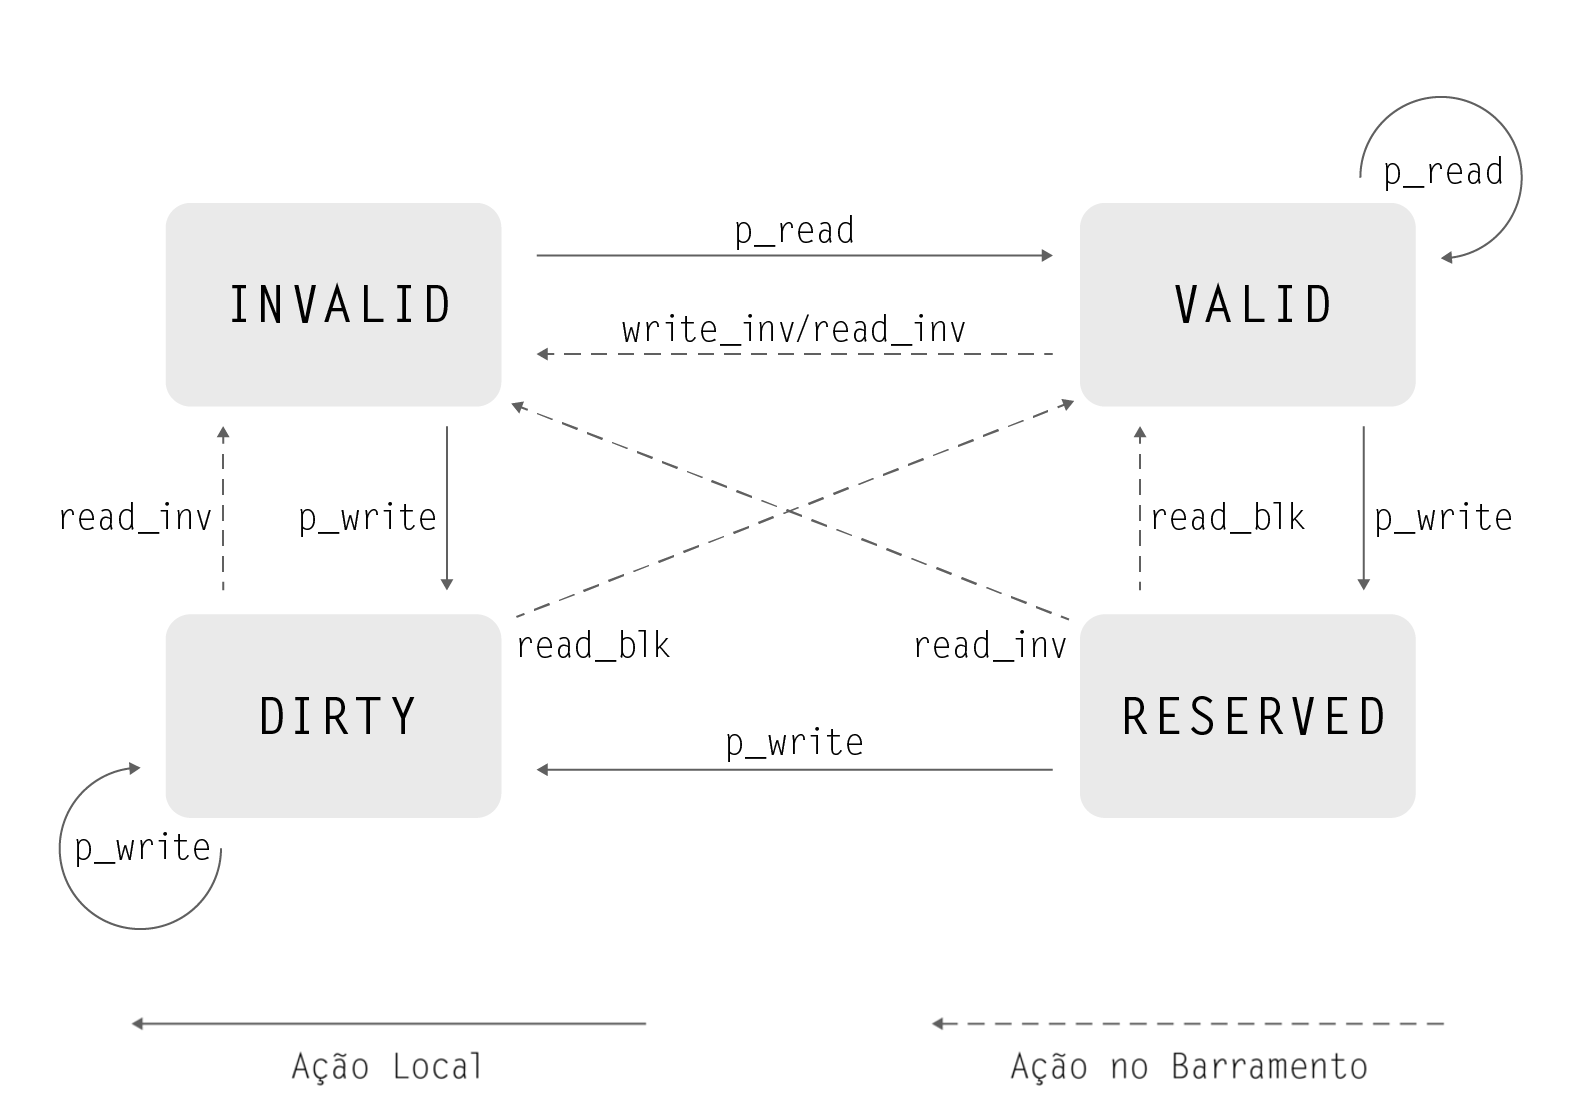 p_read
p_read
INVALID
VALID
write_inv/read_inv
read_inv
p_write
read_blk
p_write
read_blk
read_inv
DIRTY
RESERVED
p_write
p_write
Ação Local
Ação no Barramento